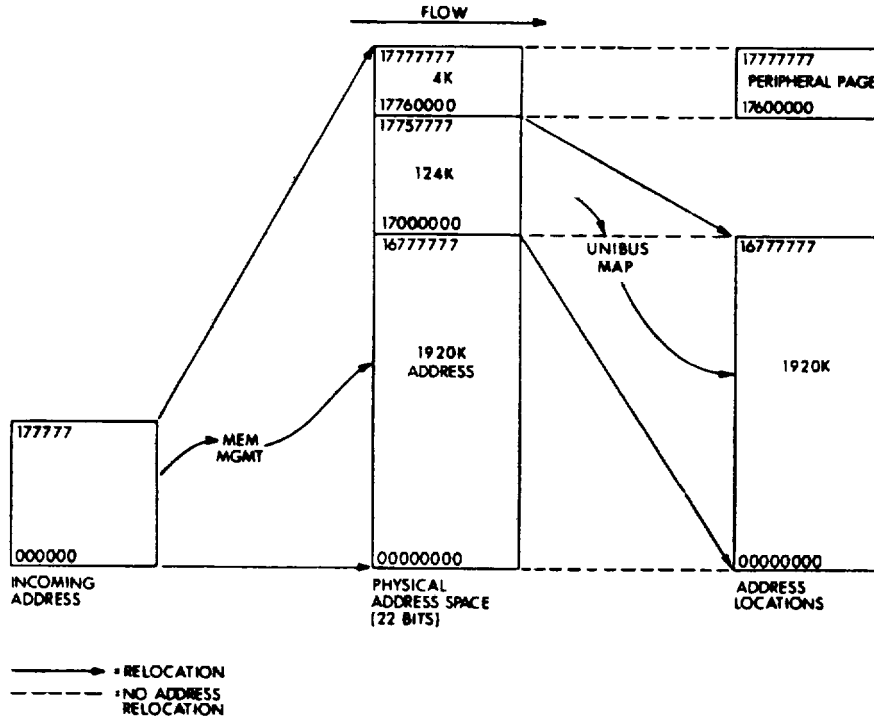 FLOW
17777777
4K
17760000
17757777
124K
17000000
16777777
1920K
ADDRESS
00000000
PHYSICAL
ADDRESS SPACE
(22 BITS)
17777777
PERIPHERAL PAGE
17600000
UNIBUS
MAP
16777777
1920K
00000000
ADDRESS
LOCATIONS
177777
MEM
MGMT
000000
INCOMING
ADDRESS
= RELOCATION
= NO ADDRESS
RELOCATION